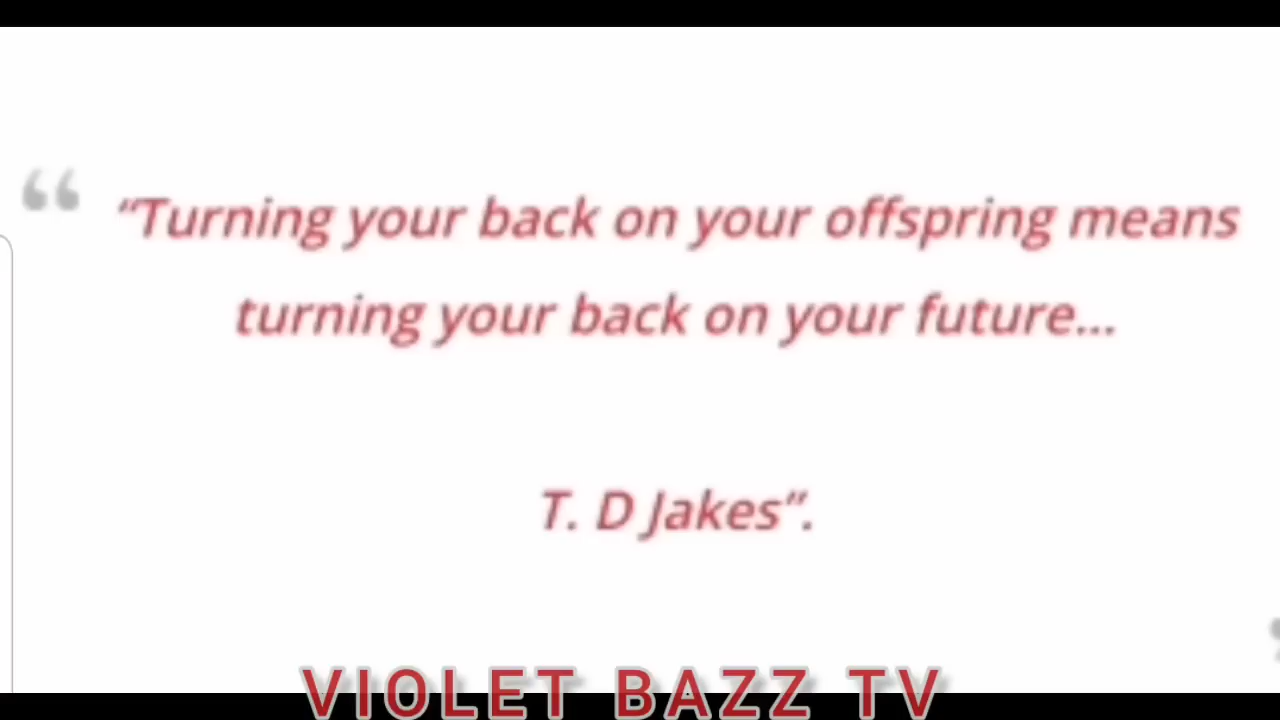 “
“Turning your back on your offspring means
turning your back on your future...
T. D Jakes”.
VIOLET BAZZ TV